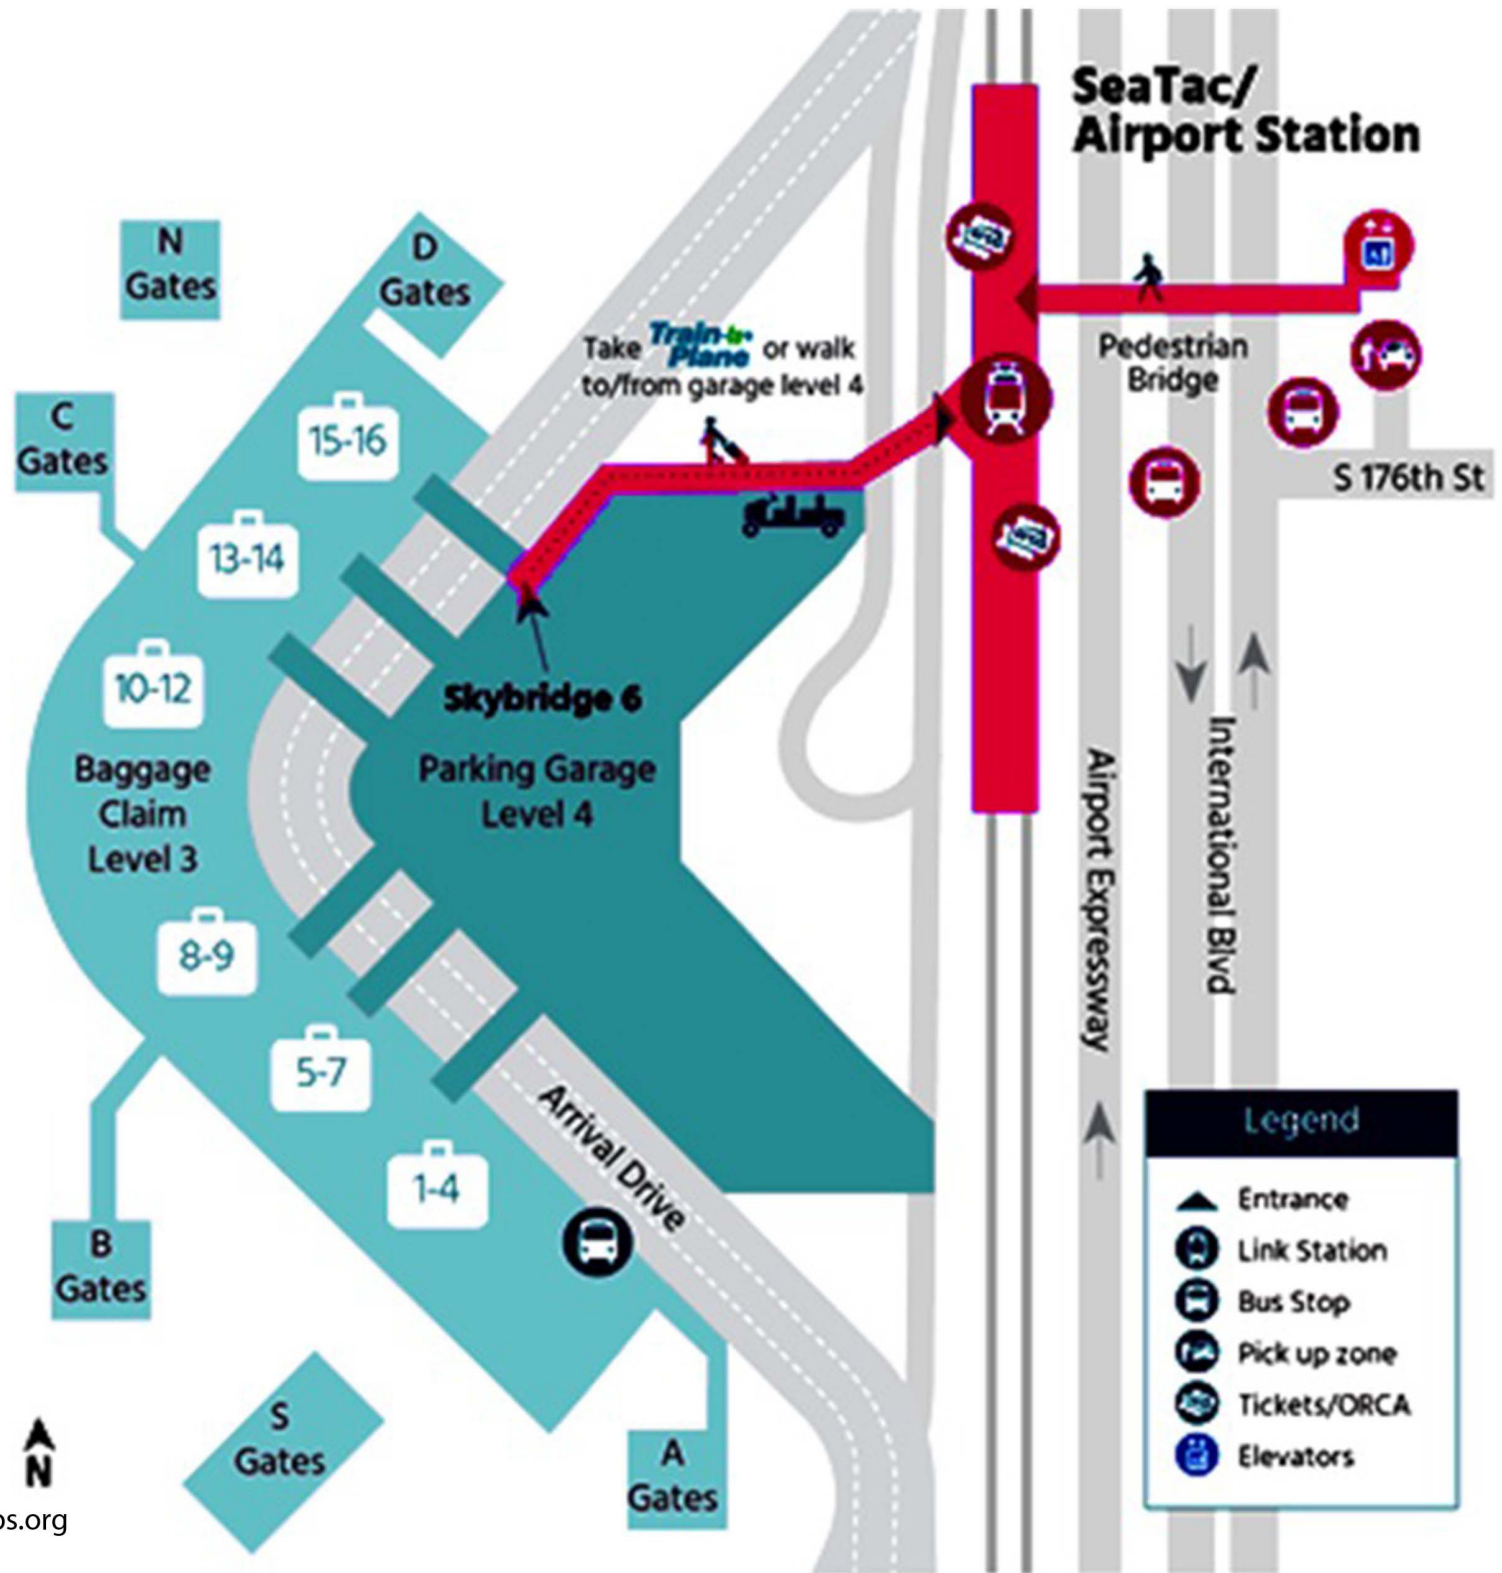 SeaTac/
Airport Station
N
Gates
D
Gates
Take Train-to-Plane or walk
to/from garage level 4
Pedestrian
Bridge
C
Gates
15-16
S 176th St
13-14
10-12
Skybridge 6
Baggage
Claim
Level 3
Parking Garage
Level 4
Airport Expressway
International Blvd
8-9
5-7
Arrival Drive
1-4
B
Gates
S
Gates
A
Gates
N
ps.org
Legend
Entrance
Link Station
Bus Stop
Pick up zone
Tickets/ORCA
Elevators